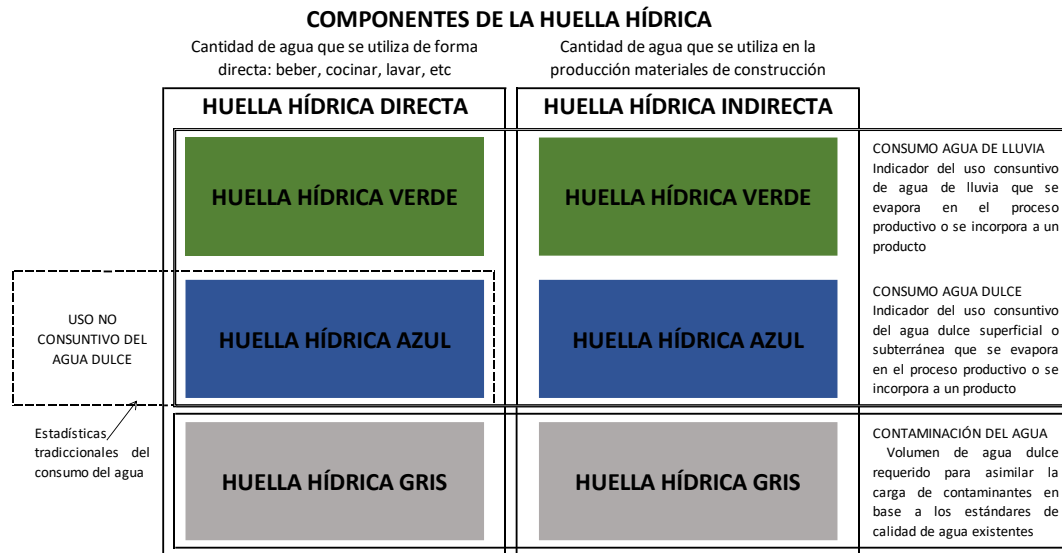 COMPONENTES DE LA HUELLA HÍDRICA
Cantidad de agua que se utiliza de forma
directa: beber, cocinar, lavar, etc
Cantidad de agua que se utiliza en la
producción materiales de construcción
HUELLA HÍDRICA DIRECTA
HUELLA HÍDRICA INDIRECTA
HUELLA HÍDRICA VERDE
HUELLA HÍDRICA VERDE
CONSUMO AGUA DE LLUVIA
Indicador del uso consuntivo
de agua de lluvia que se
evapora en el proceso
productivo o se incorpora a un
producto
USO NO
CONSUNTIVO DEL
AGUA DULCE
HUELLA HÍDRICA AZUL
HUELLA HÍDRICA AZUL
CONSUMO AGUA DULCE
Indicador del uso consuntivo
del agua dulce superficial o
subterránea que se evapora
en el proceso productivo o se
incorpora a un producto
Estadísticas
tradiccionales del
consumo del agua
HUELLA HÍDRICA GRIS
HUELLA HÍDRICA GRIS
CONTAMINACIÓN DEL AGUA
Volumen de agua dulce
requerido para asimilar la
carga de contaminantes en
base a los estándares de
calidad de agua existentes